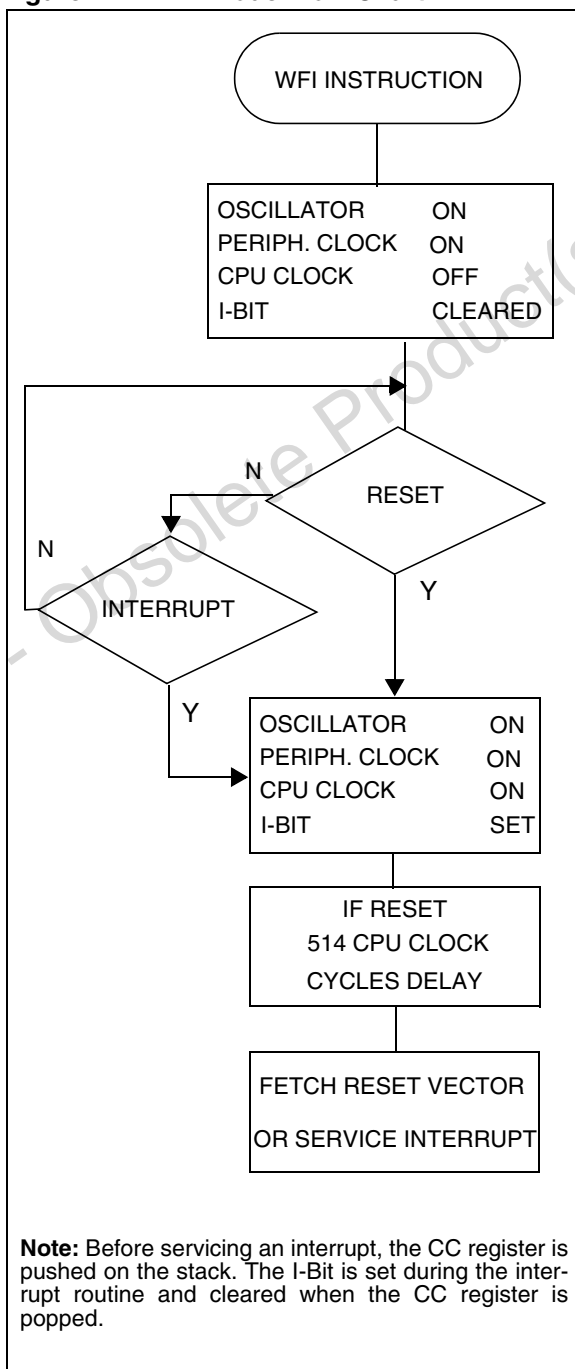 WFI INSTRUCTION
OSCILLATOR ON
PERIPH. CLOCK ON
CPU CLOCK OFF
I-BIT CLEARED
N
RESET
N
INTERRUPT
Y
Y
OSCILLATOR ON
PERIPH. CLOCK ON
CPU CLOCK ON
I-BIT SET
IF RESET
514 CPU CLOCK
CYCLES DELAY
FETCH RESET VECTOR
OR SERVICE INTERRUPT
Note: Before servicing an interrupt, the CC register is
pushed on the stack. The I-Bit is set during the inter-
rupt routine and cleared when the CC register is
popped.
- Obsolete Product(s